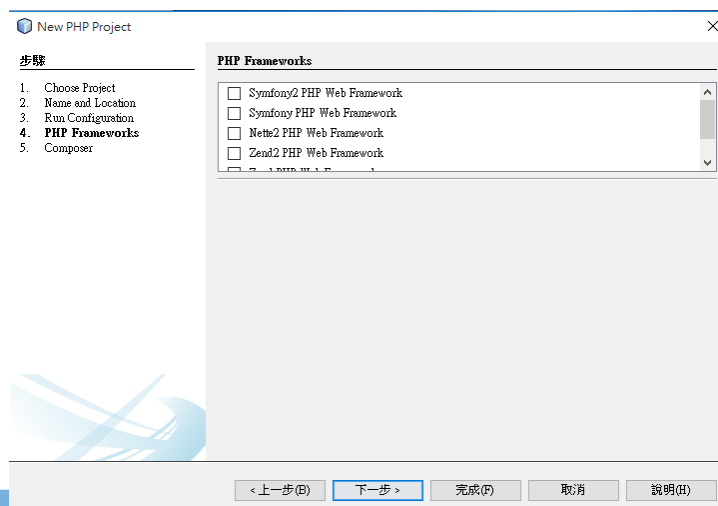 New PHP Project
步驟
1. Choose Project
2. Name and Location
3. Run Configuration
4. PHP Frameworks
5. Composer
PHP Frameworks
Symfony2 PHP Web Framework
Symfony PHP Web Framework
Nette2 PHP Web Framework
Zend2 PHP Web Framework
<上一步(B)
下一步 >
完成(F)
取消
說明(H)